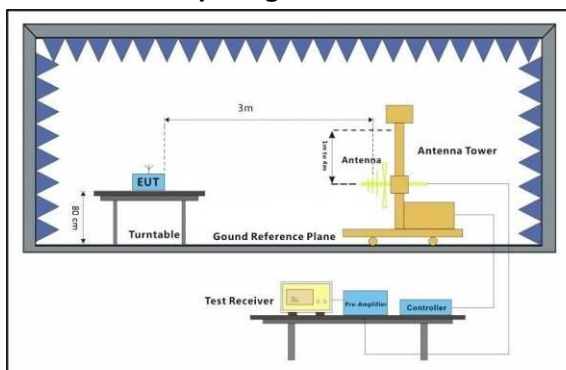 3m
1m to 4m
Antenna
Antenna Tower
EUT
80 cm
Turntable
Gound Reference Plane
Test Receiver
Pre-Amplifier
Controller